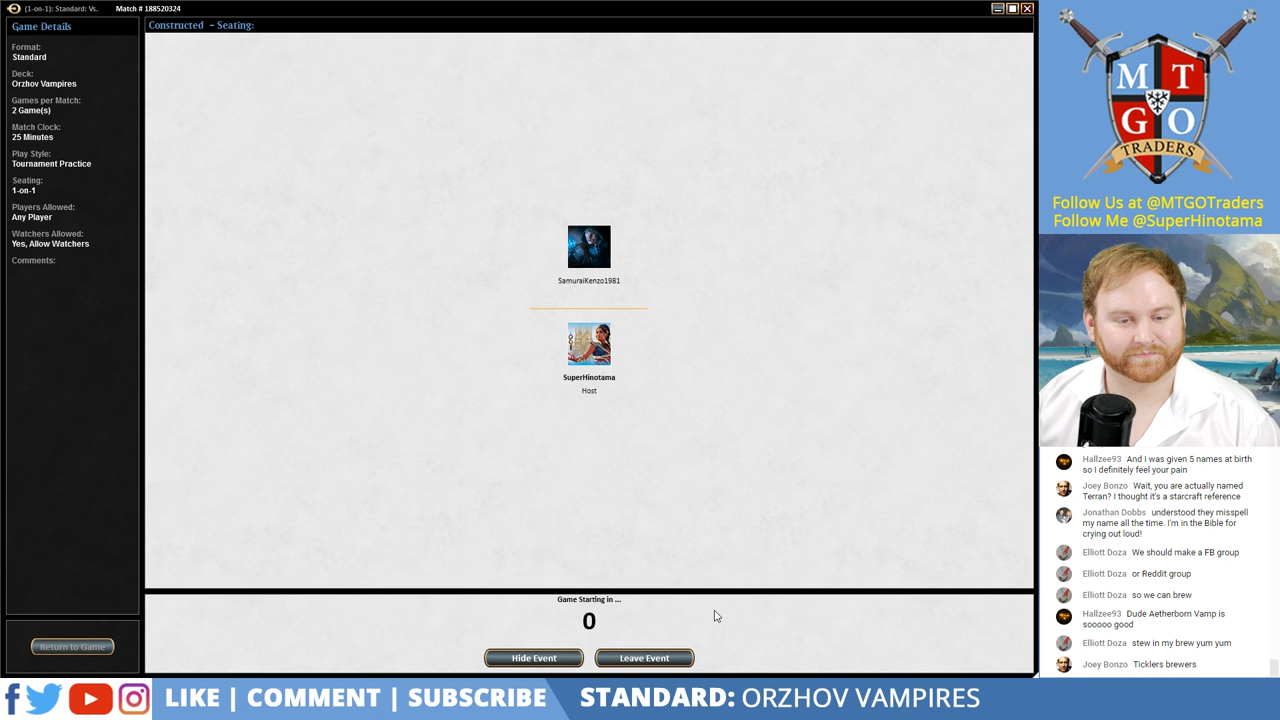 (1-on-1): Standard: Vs. Match # 188520324
Game Details
Format:
Standard
Deck:
Orzhov Vampires
Games per Match:
2 Game(s)
Match Clock:
25 Minutes
Play Style:
Tournament Practice
Seating:
1-on-1
Players Allowed:
Any Player
Watchers Allowed:
Yes, Allow Watchers
Comments:
Return to Game
Constructed - Seating:
SamuraiKenzo1981
SuperHinotama
Host
Game Starting in ...
0
Hide Event
Leave Event
M T
G O
TRADERS
Follow Us at @MTGOTraders
Follow Me @SuperHinotama
Hallzee93 And I was given 5 names at birth
so I definitely feel your pain
Joey Bonzo Wait, you are actually named
Terran? I thought it's a starcraft reference
Jonathan Dobbs understood they misspell
my name all the time. I'm in the Bible for
crying out loud!
Elliott Doza We should make a FB group
Elliott Doza or Reddit group
Elliott Doza so we can brew
Hallzee93 Dude Aetherborn Vamp is
sooooo good
Elliott Doza stew in my brew yum yum
Joey Bonzo Ticklers brewers
LIKE | COMMENT | SUBSCRIBE
STANDARD: ORZHOV VAMPIRES